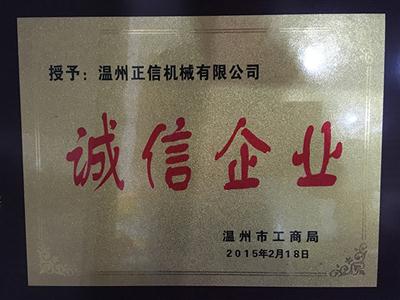 授予：温州正信机械有限公司
诚信企业
温州市工商局
2015年2月18日